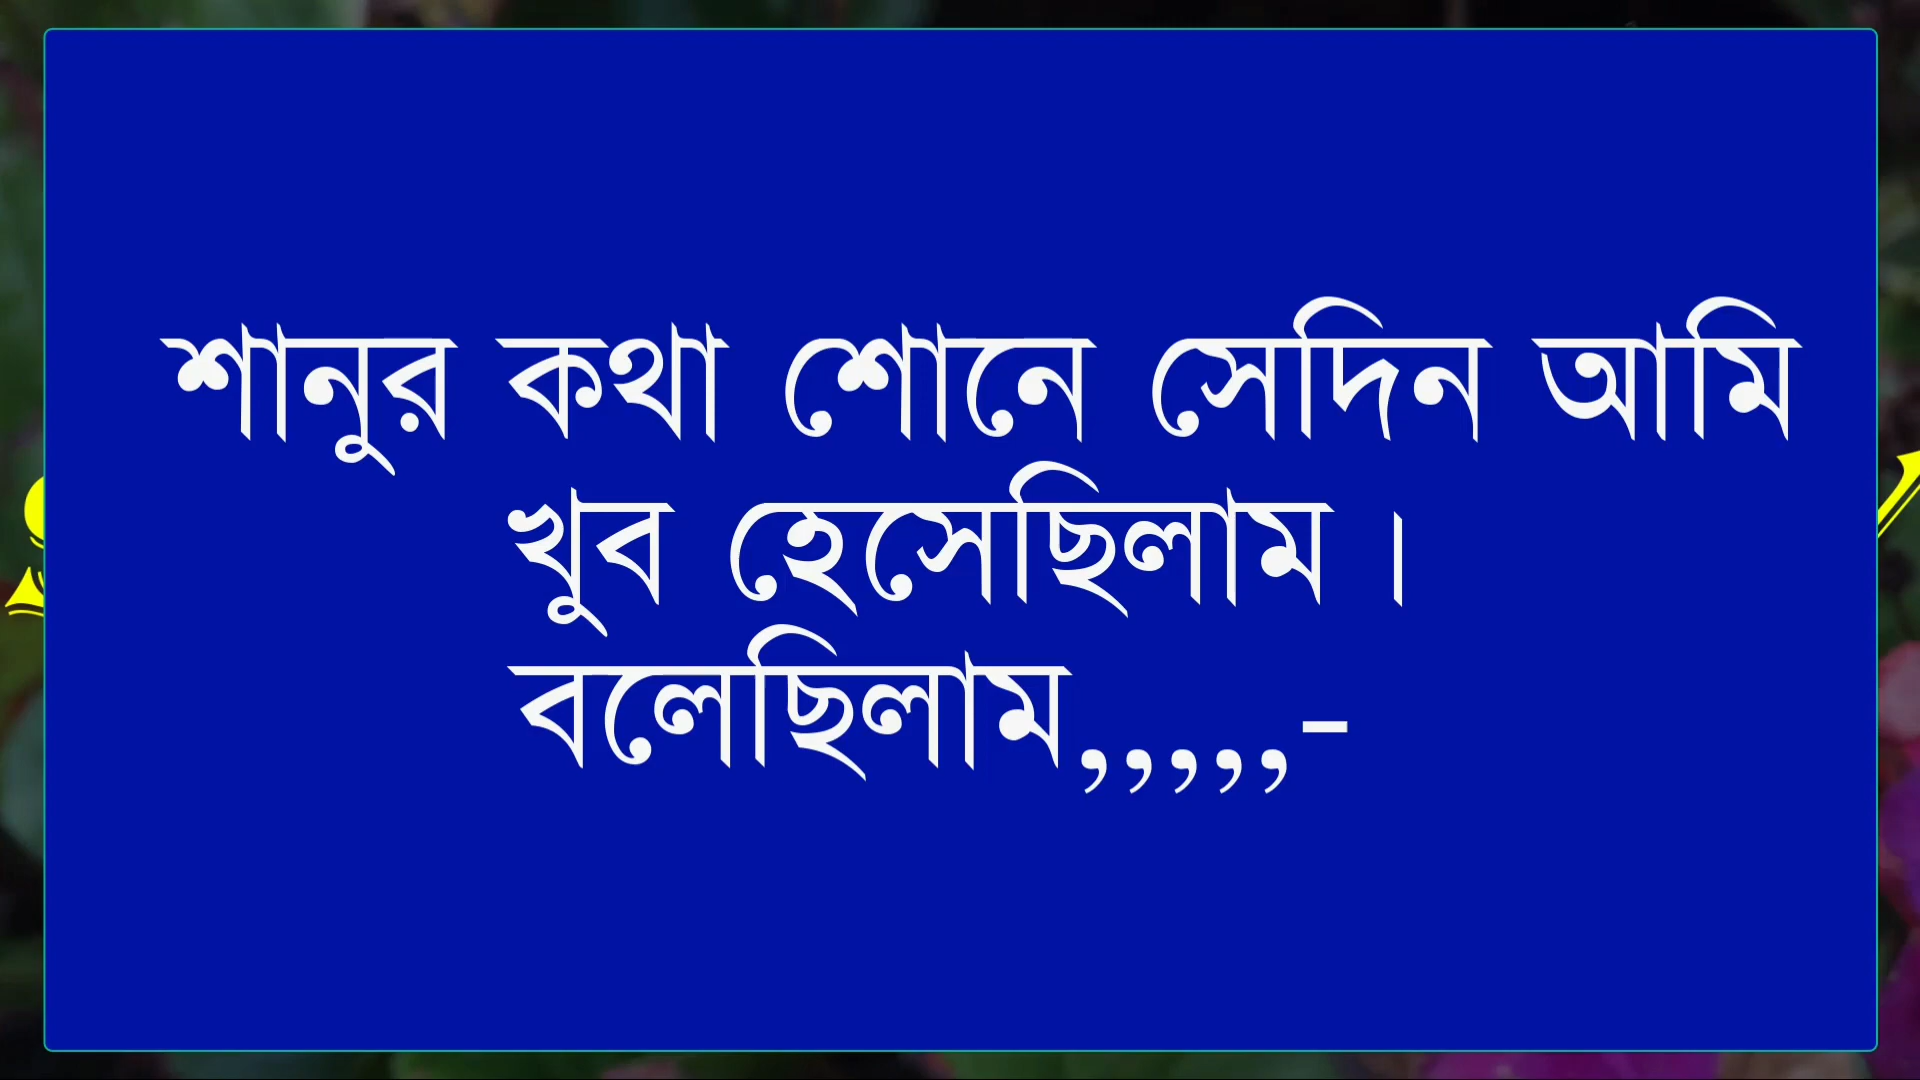 শানুর কথা শোনে সেদিন আমি
খুব হেসেছিলাম।
বলেছিলাম,,,,,-